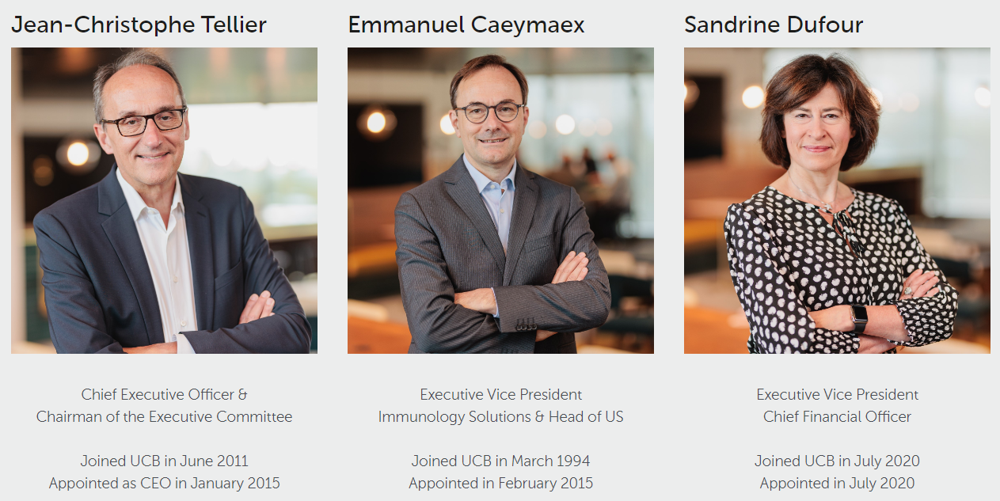 Jean-Christophe Tellier
Chief Executive Officer &
Chairman of the Executive Committee
Joined UCB in June 2011
Appointed as CEO in January 2015
Emmanuel Caeymaex
Executive Vice President
Immunology Solutions & Head of US
Joined UCB in March 1994
Appointed in February 2015
Sandrine Dufour
Executive Vice President
Chief Financial Officer
Joined UCB in July 2020
Appointed in July 2020